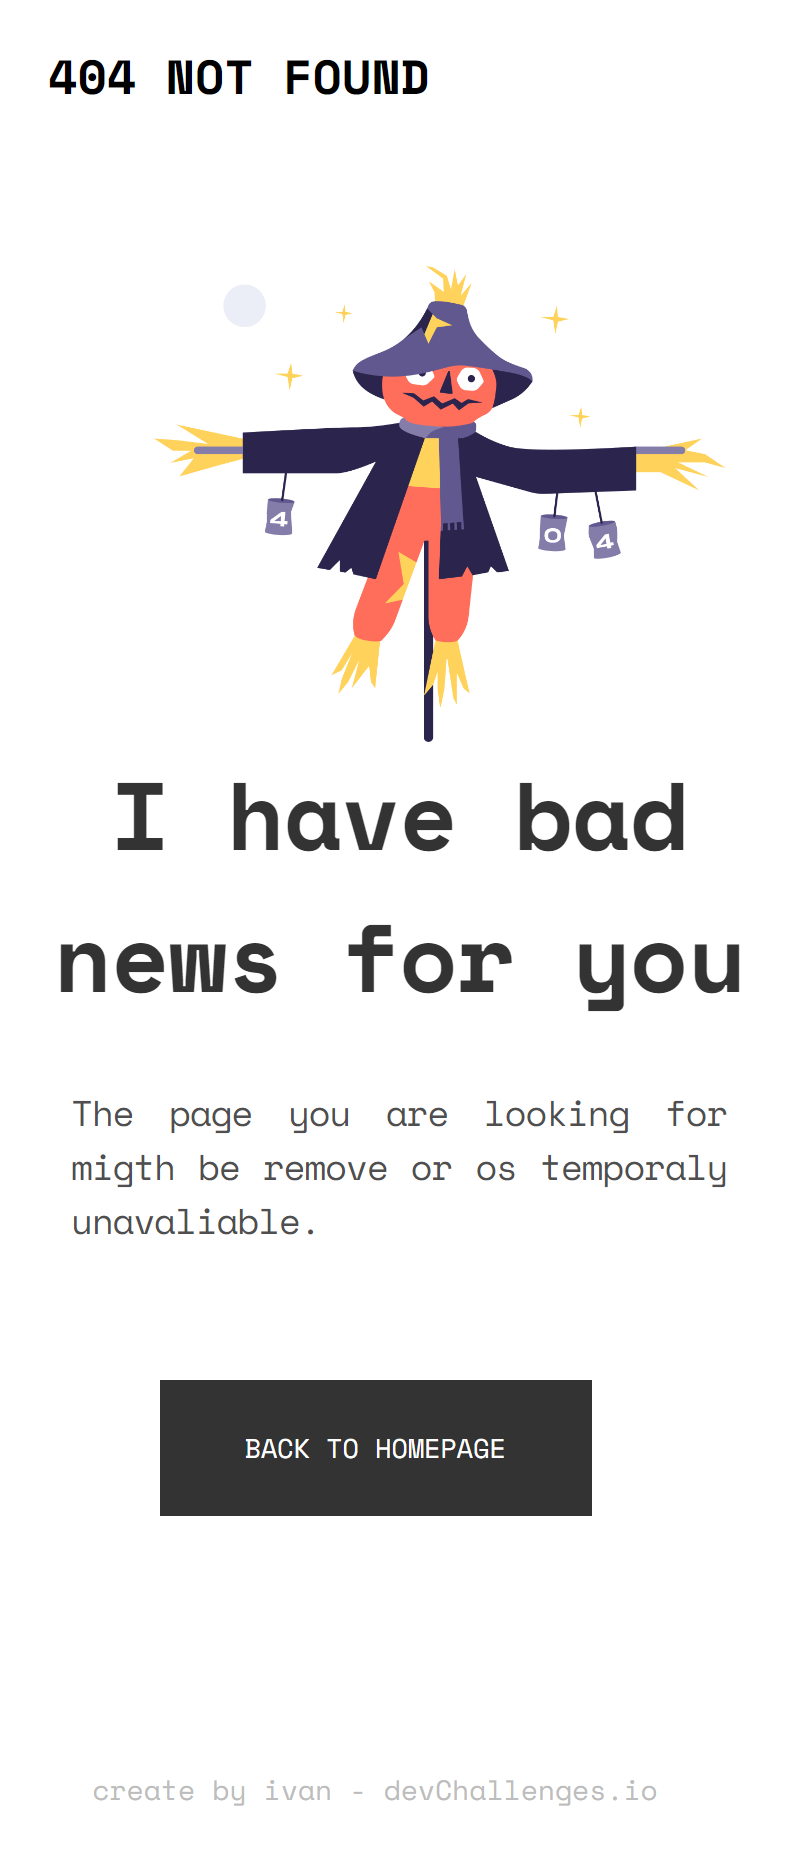 404 NOT FOUND
4
0
4
I have bad
news for you
The page you are looking for
migth be remove or os temporaly
unavaliable.
BACK TO HOMEPAGE
create by ivan - devChallenges.io